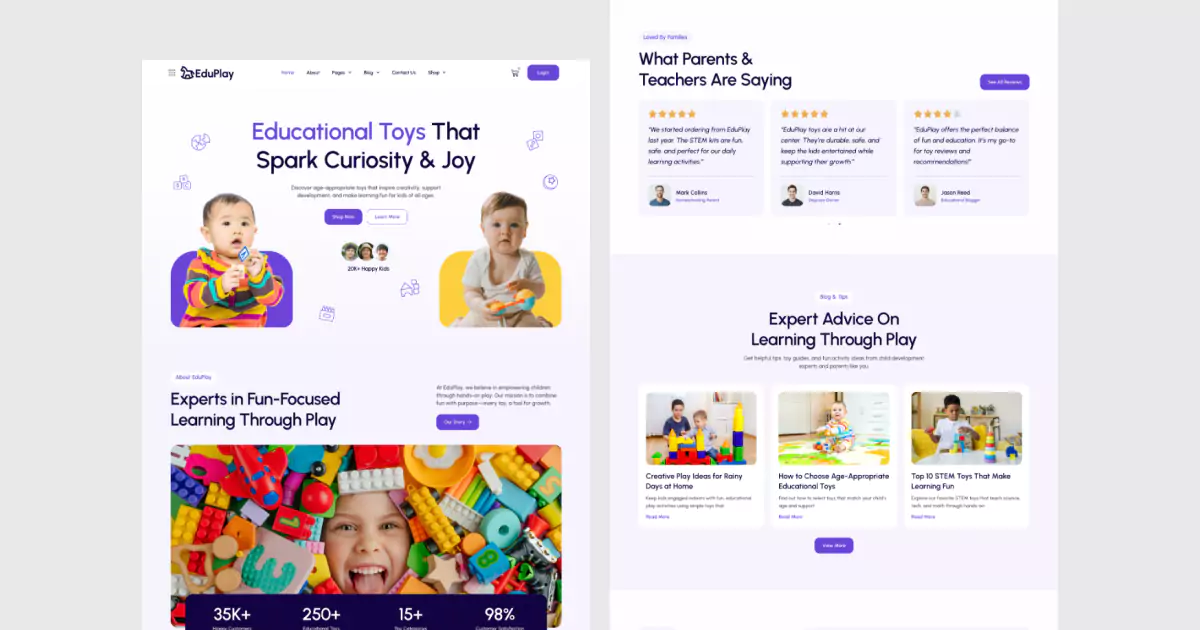 EduPlay
Home About Pages Blog Contact Us Shop
Login
Educational Toys That
Spark Curiosity & Joy
Discover age-appropriate toys that inspire creativity, support
development, and make learning fun for kids of all ages.
Shop Now Learn More
20K+ Happy Kids
About EduPlay
Experts in Fun-Focused
Learning Through Play
At EduPlay, we believe in empowering children
through hands-on play. Our mission is to combine
fun with purpose—every toy, a tool for growth.
Our Story →
35K+ 250+ 15+ 98%
Happy Customers Educational Toys Toy Categories Customer Satisfaction
Loved By Families
What Parents &
Teachers Are Saying
See All Reviews
"We started ordering from EduPlay
last year. The STEM kits are fun,
safe, and perfect for our daily
learning activities."
Mark Collins
Homeschooling Parent
"EduPlay toys are a hit at our
center. They're durable, safe, and
keep the kids entertained while
supporting their growth."
David Harris
Daycare Owner
"EduPlay offers the perfect balance
of fun and education. It's my go-to
for toy reviews and
recommendations!"
Jason Reed
Educational Blogger
Blog & Tips
Expert Advice On
Learning Through Play
Get helpful tips, toy guides, and fun activity ideas from child development
experts and parents like you.
Creative Play Ideas for Rainy
Days at Home
Keep kids engaged indoors with fun, educational
play activities using simple toys that
Read More
How to Choose Age-Appropriate
Educational Toys
Find out how to select toys that match your child's
age and support
Read More
Top 10 STEM Toys That Make
Learning Fun
Explore our favorite STEM toys that teach science,
tech, and math through hands-on
Read More
View More